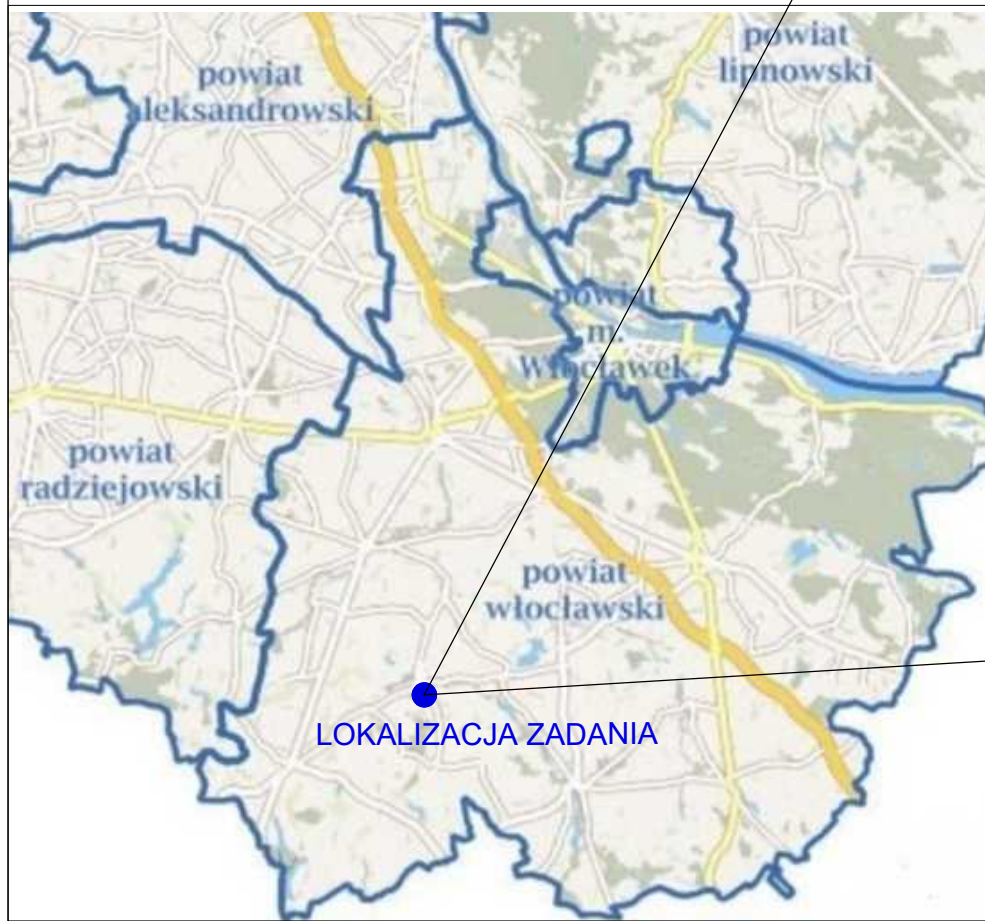 powiat
aleksandrowski
powiat
lipnowski
powiat
m.
Włocławek
powiat
radziejowski
powiat
włocławski
LOKALIZACJA ZADANIA